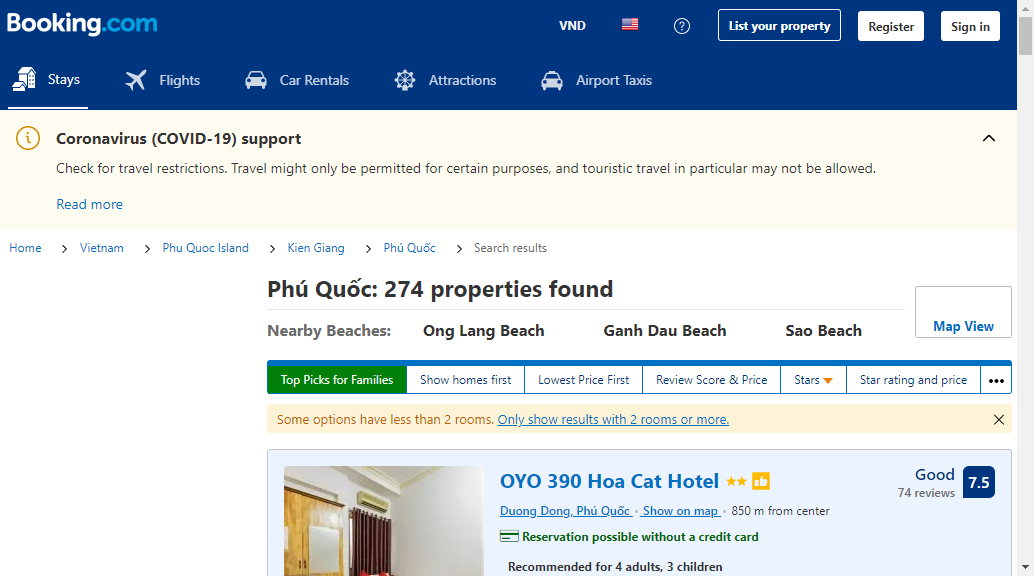 Booking.com
VND
List your property
Register
Sign in
Stays
Flights
Car Rentals
Attractions
Airport Taxis
Coronavirus (COVID-19) support
Check for travel restrictions. Travel might only be permitted for certain purposes, and touristic travel in particular may not be allowed.
Read more
Home > Vietnam > Phu Quoc Island > Kien Giang > Phú Quốc > Search results
Phú Quốc: 274 properties found
Map View
Nearby Beaches: Ong Lang Beach Ganh Dau Beach Sao Beach
Top Picks for Families
Show homes first
Lowest Price First
Review Score & Price
Stars
Star rating and price
•••
Some options have less than 2 rooms. Only show results with 2 rooms or more.
OYO 390 Hoa Cat Hotel
Good
74 reviews
7.5
Duong Dong, Phú Quốc • Show on map • 850 m from center
Reservation possible without a credit card
Recommended for 4 adults, 3 children